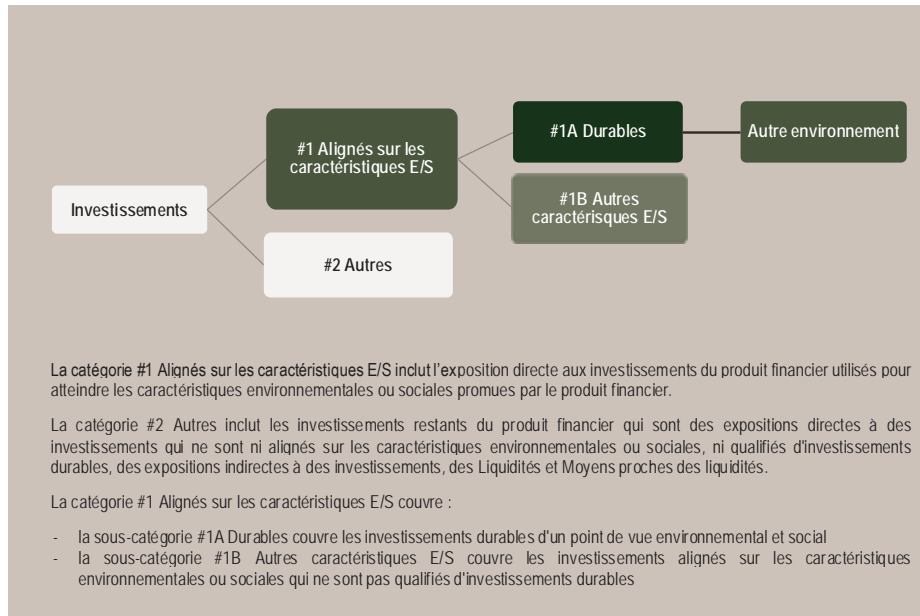 #1 Alignés sur les
caractéristiques E/S
#1A Durables
Autre environnement
Investissements
#1B Autres
caractérisques E/S
#2 Autres
La catégorie #1 Alignés sur les caractéristiques E/S inclut l'exposition directe aux investissements du produit financier utilisés pour
atteindre les caractéristiques environnementales ou sociales promues par le produit financier.
La catégorie #2 Autres inclut les investissements restants du produit financier qui sont des expositions directes à des
investissements qui ne sont ni alignés sur les caractéristiques environnementales ou sociales, ni qualifiés d'investissements
durables, des expositions indirectes à des investissements, des Liquidités et Moyens proches des liquidités.
La catégorie #1 Alignés sur les caractéristiques E/S couvre :
- la sous-catégorie #1A Durables couvre les investissements durables d'un point de vue environnemental et social
- la sous-catégorie #1B Autres caractéristiques E/S couvre les investissements alignés sur les caractéristiques
environnementales ou sociales qui ne sont pas qualifiés d'investissements durables